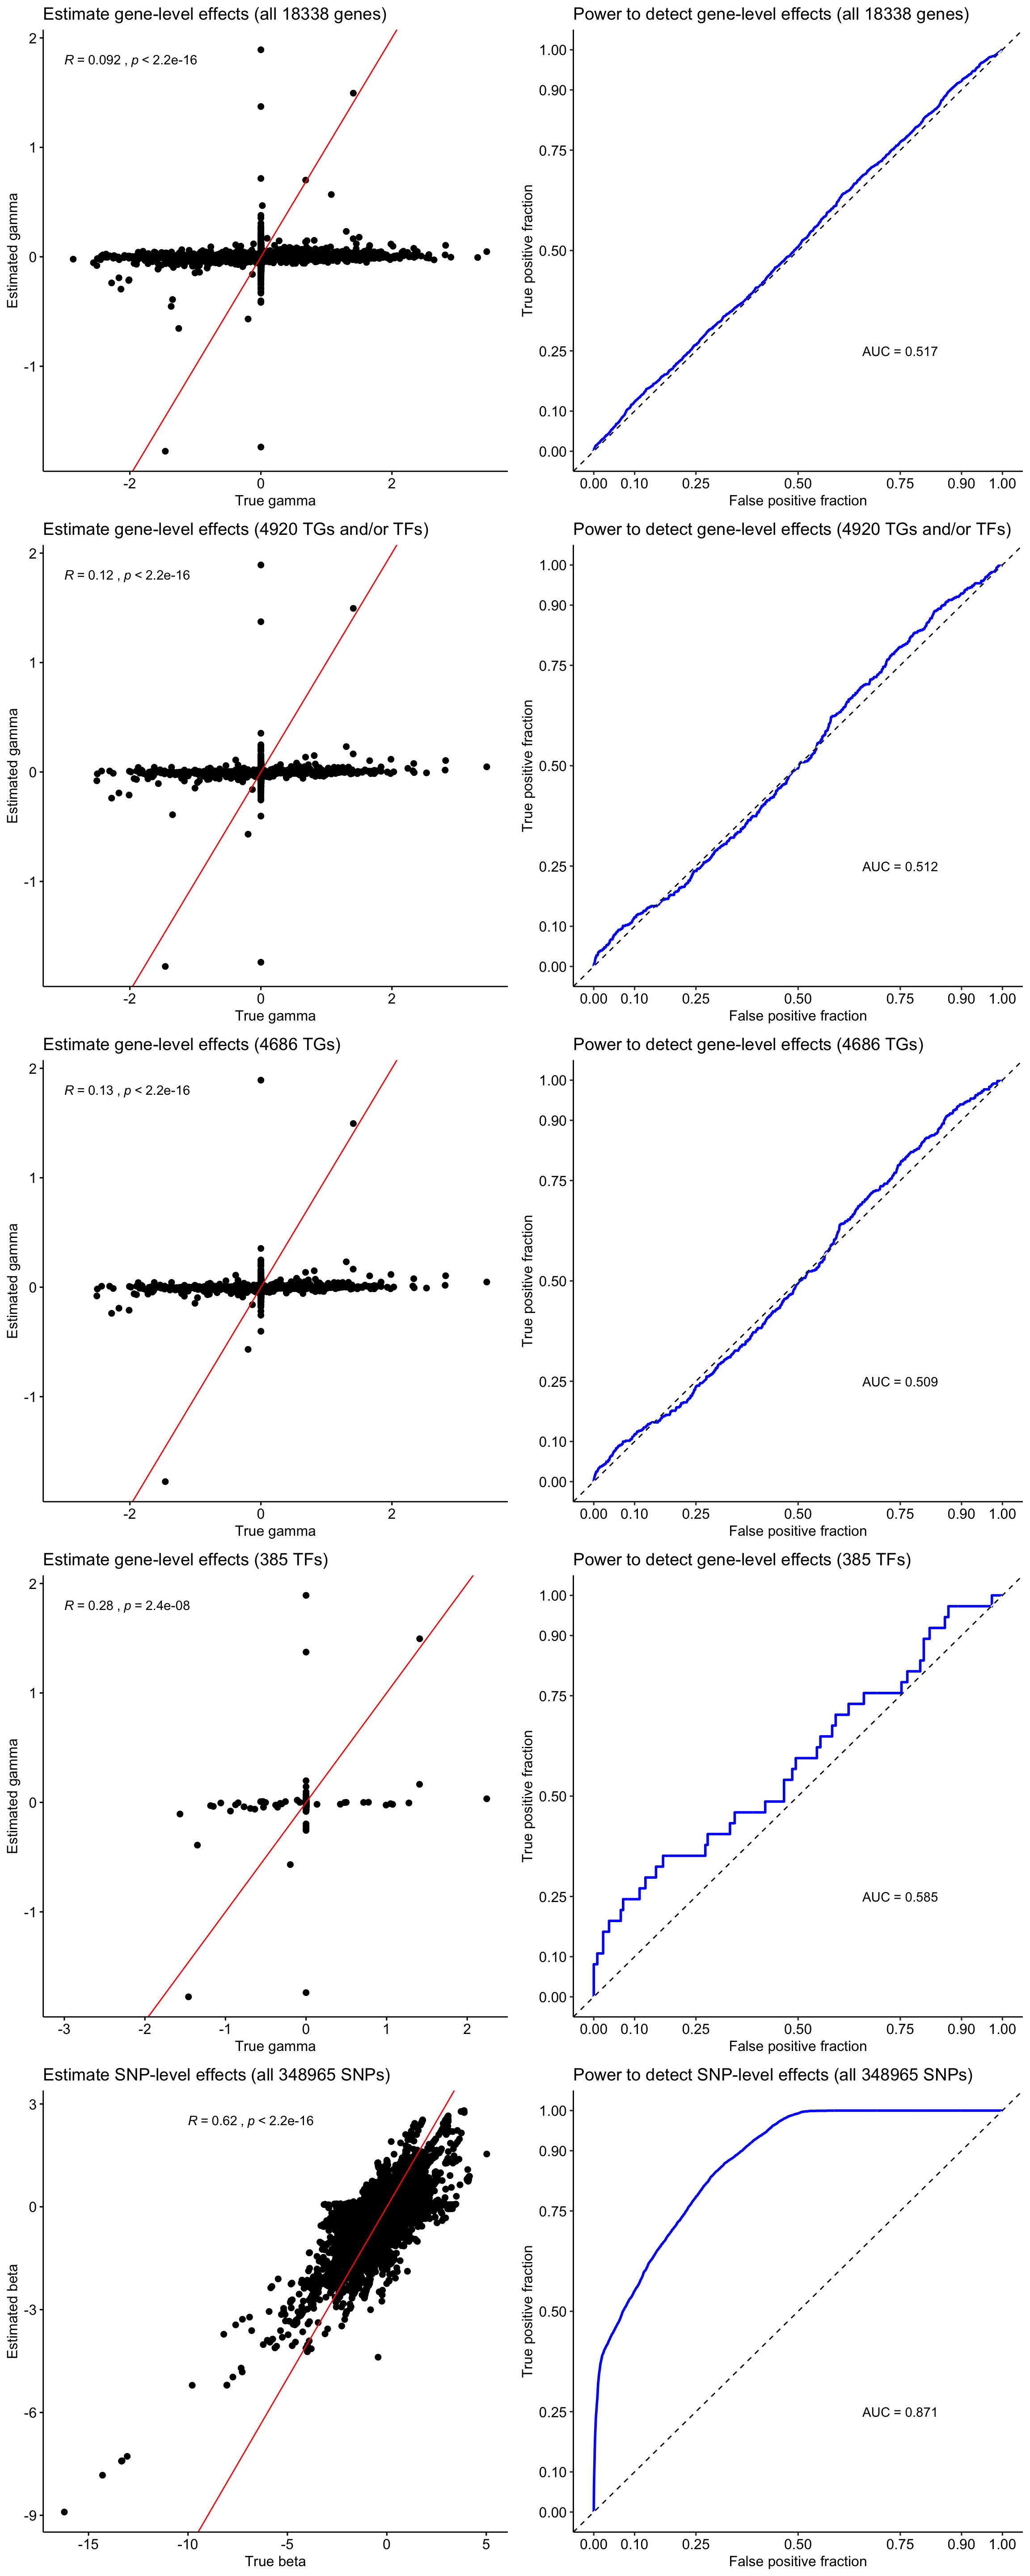 Estimate gene-level effects (all 18338 genes)
R = 0.092 , p < 2.2e-16
Estimated gamma
2
1
0
-1
-2
0
2
True gamma
Power to detect gene-level effects (all 18338 genes)
True positive fraction
1.00
0.90
0.75
0.50
0.25
0.10
0.00
AUC = 0.517
0.00 0.10 0.25 0.50 0.75 0.90 1.00
False positive fraction
Estimate gene-level effects (4920 TGs and/or TFs)
R = 0.12 , p < 2.2e-16
Estimated gamma
2
1
0
-1
-2
0
2
True gamma
Power to detect gene-level effects (4920 TGs and/or TFs)
True positive fraction
1.00
0.90
0.75
0.50
0.25
0.10
0.00
AUC = 0.512
0.00 0.10 0.25 0.50 0.75 0.90 1.00
False positive fraction
Estimate gene-level effects (4686 TGs)
R = 0.13 , p < 2.2e-16
Estimated gamma
2
1
0
-1
-2
0
2
True gamma
Power to detect gene-level effects (4686 TGs)
True positive fraction
1.00
0.90
0.75
0.50
0.25
0.10
0.00
AUC = 0.509
0.00 0.10 0.25 0.50 0.75 0.90 1.00
False positive fraction
Estimate gene-level effects (385 TFs)
R = 0.28 , p = 2.4e-08
Estimated gamma
2
1
0
-1
-3 -2 -1 0 1 2
True gamma
Power to detect gene-level effects (385 TFs)
True positive fraction
1.00
0.90
0.75
0.50
0.25
0.10
0.00
AUC = 0.585
0.00 0.10 0.25 0.50 0.75 0.90 1.00
False positive fraction
Estimate SNP-level effects (all 348965 SNPs)
R = 0.62 , p < 2.2e-16
Estimated beta
3
0
-3
-6
-9
-15 -10 -5 0 5
True beta
Power to detect SNP-level effects (all 348965 SNPs)
True positive fraction
1.00
0.90
0.75
0.50
0.25
0.10
0.00
AUC = 0.871
0.00 0.10 0.25 0.50 0.75 0.90 1.00
False positive fraction